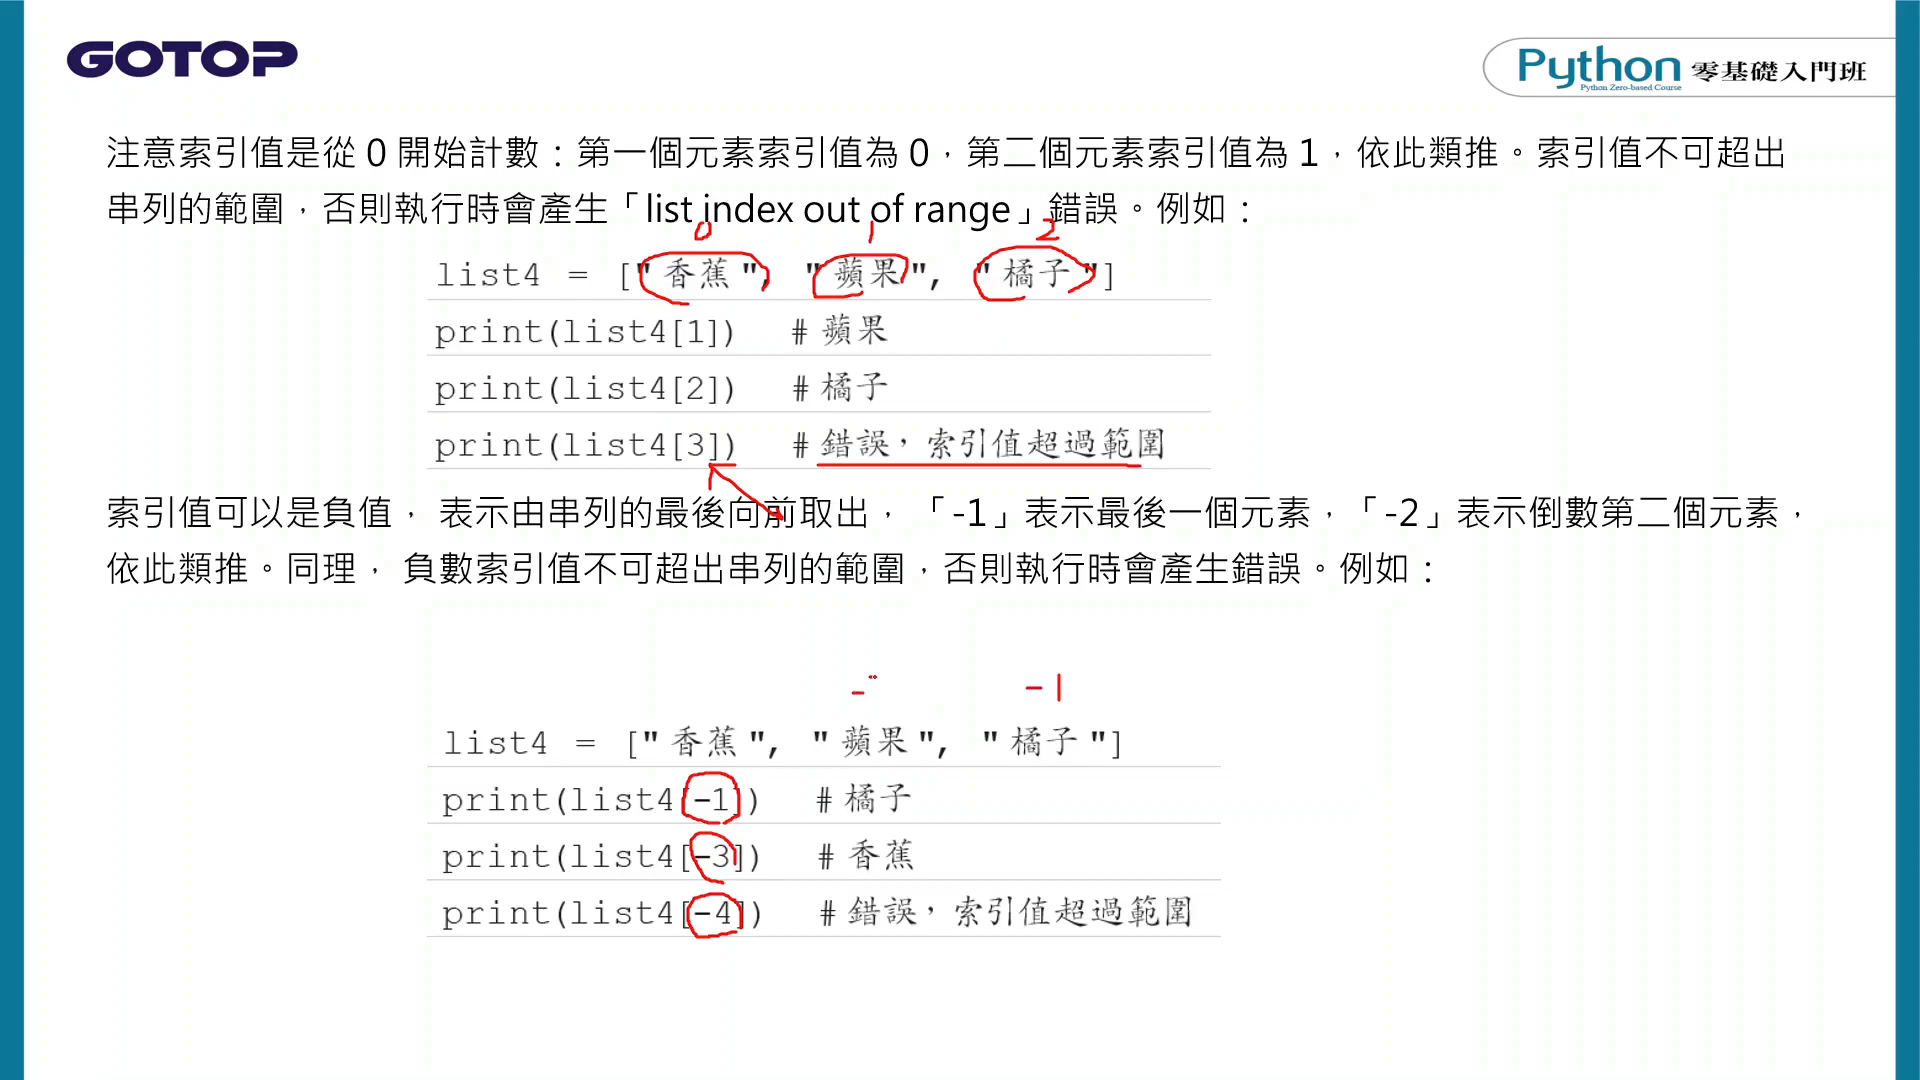 GOTOP
Python 零基礎入門班
Python Zero-based Course
注意索引值是從 0 開始計數：第一個元素索引值為 0，第二個元素索引值為 1，依此類推。索引值不可超出
串列的範圍，否則執行時會產生「list index out of range」錯誤。例如：
0 1 2
list4 = ["香蕉", "蘋果", "橘子"]
print(list4[1]) #蘋果
print(list4[2]) #橘子
print(list4[3]) #錯誤，索引值超過範圍
索引值可以是負值， 表示由串列的最後向前取出， 「-1」表示最後一個元素，「-2」表示倒數第二個元素，
依此類推。同理， 負數索引值不可超出串列的範圍，否則執行時會產生錯誤。例如：
- -1
list4 = ["香蕉", "蘋果", "橘子"]
print(list4[-1]) #橘子
print(list4[-3]) #香蕉
print(list4[-4]) #錯誤，索引值超過範圍